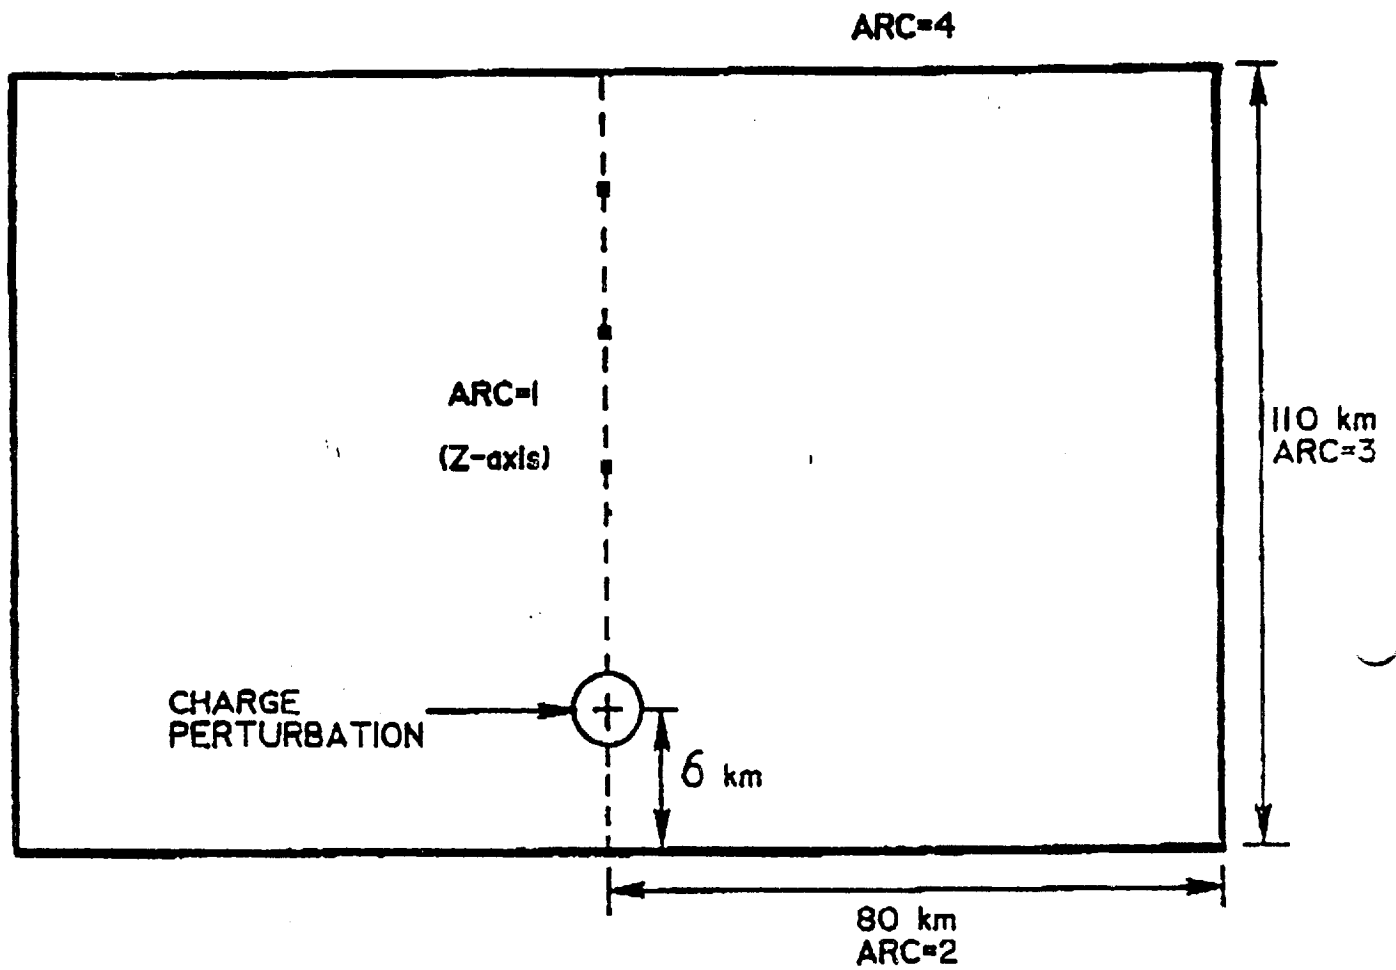 ARC=4
ARC=1
(Z-axis)
110 km
ARC=3
CHARGE
PERTURBATION
6 km
80 km
ARC=2